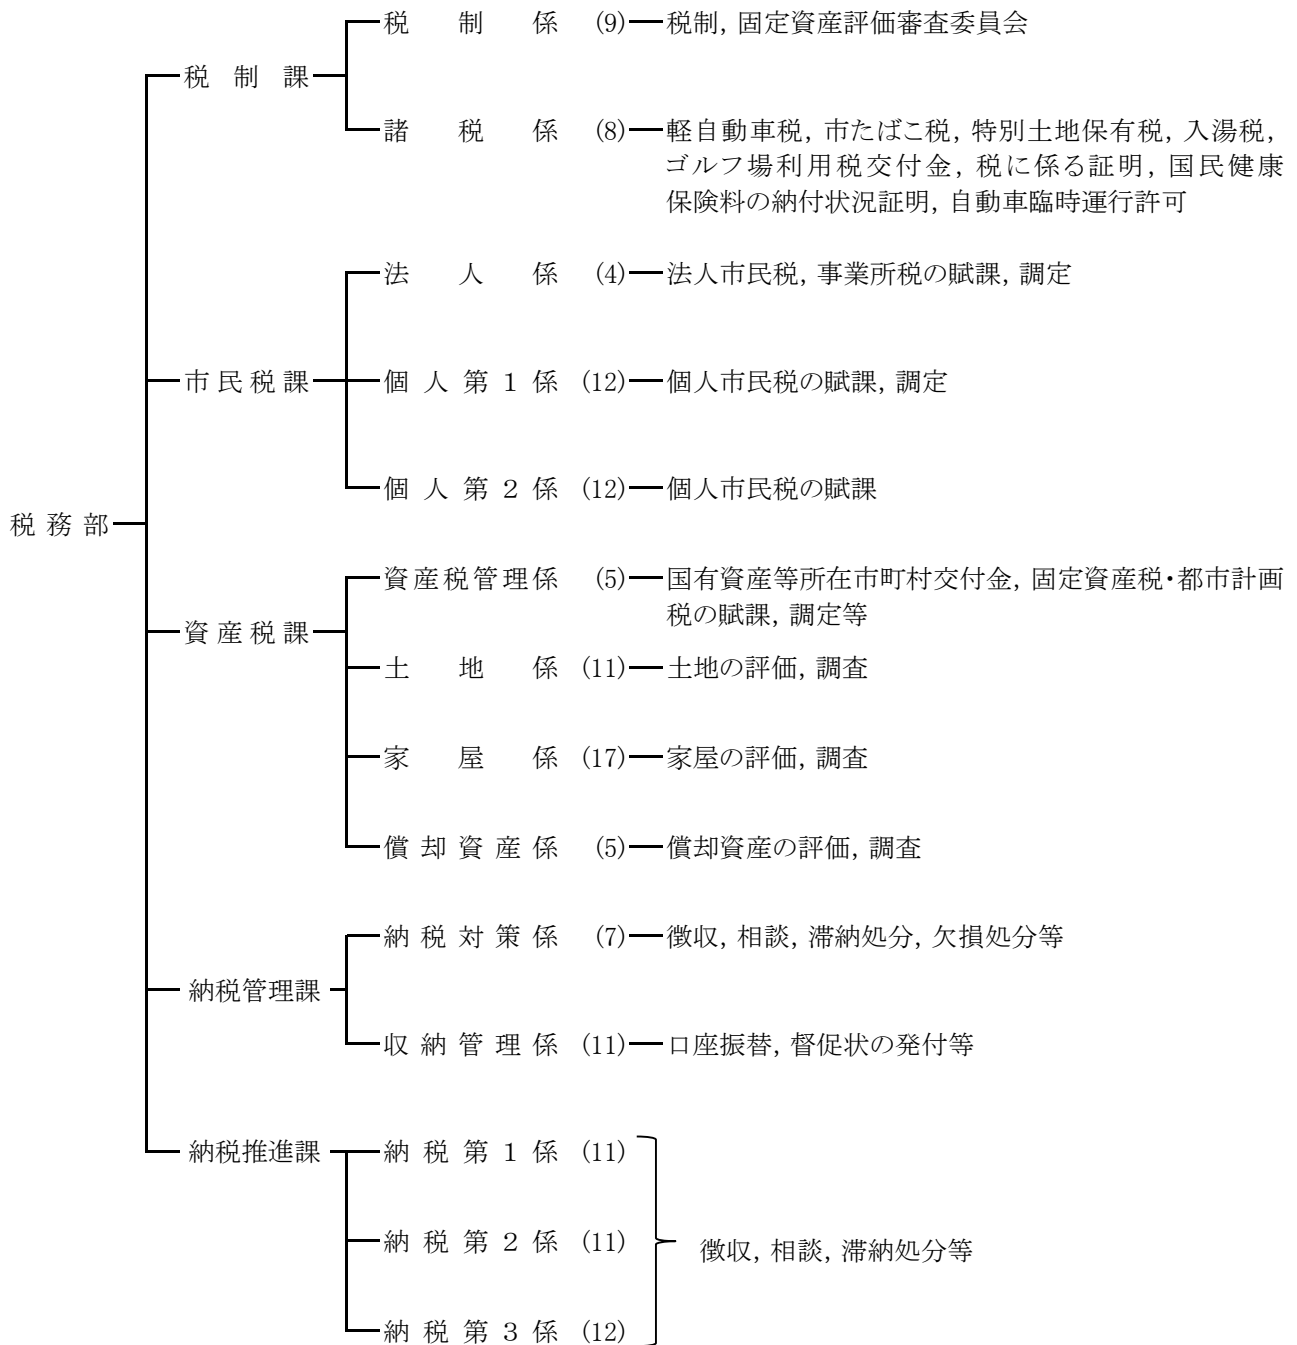 税務部
税制課
税制係 (9) 税制, 固定資産評価審査委員会
諸税係 (8) 軽自動車税, 市たばこ税, 特別土地保有税, 入湯税,
ゴルフ場利用税交付金, 税に係る証明, 国民健康
保険料の納付状況証明, 自動車臨時運行許可
市民税課
法人係 (4) 法人市民税, 事業所税の賦課, 調定
個人第１係 (12) 個人市民税の賦課, 調定
個人第２係 (12) 個人市民税の賦課
資産税課
資産税管理係 (5) 国有資産等所在市町村交付金, 固定資産税・都市計画
税の賦課, 調定等
土地係 (11) 土地の評価, 調査
家屋係 (17) 家屋の評価, 調査
償却資産係 (5) 償却資産の評価, 調査
納税管理課
納税対策係 (7) 徴収, 相談, 滞納処分, 欠損処分等
収納管理係 (11) 口座振替, 督促状の発付等
納税推進課
納税第１係 (11)
納税第２係 (11)
納税第３係 (12)
徴収, 相談, 滞納処分等